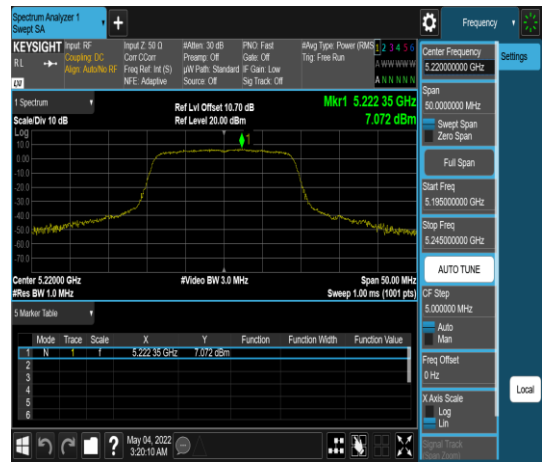 Spectrum Analyzer 1
Swept SA
Frequency
KEYSIGHT
RL
Input: RF
Coupling: DC
Align: Auto/No RF
Input Z: 50 Ω
Corr CCorr
Freq Ref: Int (S)
NFE: Adaptive
#Atten: 30 dB
Preamp: Off
µW Path: Standard
Source: Off
PNO: Fast
Gate: Off
IF Gain: Low
Sig Track: Off
#Avg Type: Power (RMS
Trig: Free Run
1 2 3 4 5 6
A W W W W W
A N N N N N
LXI
1 Spectrum
Scale/Div 10 dB
Ref Lvl Offset 10.70 dB
Ref Level 20.00 dBm
Mkr1 5.222 35 GHz
7.072 dBm
Log
10.0
0.00
-10.0
-20.0
-30.0
-40.0
-50.0
-60.0
-70.0
1
Center 5.22000 GHz
#Res BW 1.0 MHz
#Video BW 3.0 MHz
Span 50.00 MHz
Sweep 1.00 ms (1001 pts)
5 Marker Table
Mode Trace Scale X Y Function Function Width Function Value
1 N 1 f 5.222 35 GHz 7.072 dBm
2
3
4
5
6
May 04, 2022
3:20:10 AM
Center Frequency
5.220000000 GHz
Settings
Span
50.0000000 MHz
Swept Span
Zero Span
Full Span
Start Freq
5.195000000 GHz
Stop Freq
5.245000000 GHz
AUTO TUNE
CF Step
5.000000 MHz
Auto
Man
Freq Offset
0 Hz
X Axis Scale
Log
Lin
Local
Signal Track
(Span Zoom)